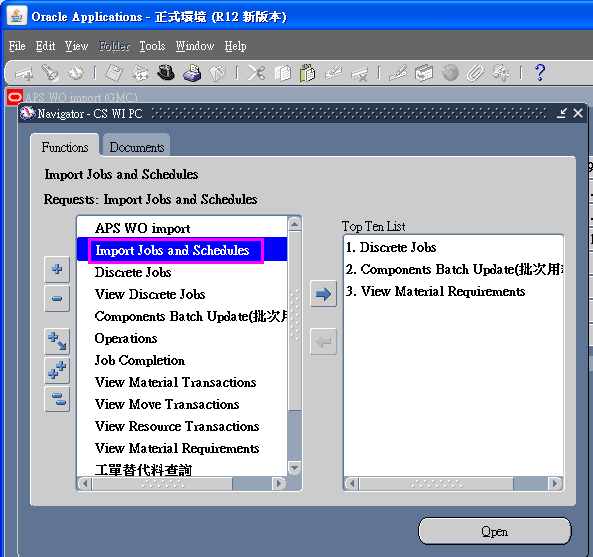 Oracle Applications - 正式環境 (R12 新版本)
File Edit View Folder Tools Window Help
APS WO import (GMC)
Navigator - CS WI PC
Functions Documents
Import Jobs and Schedules
Requests: Import Jobs and Schedules
APS WO import
Import Jobs and Schedules
Discrete Jobs
View Discrete Jobs
Components Batch Update(批次用
Operations
Job Completion
View Material Transactions
View Move Transactions
View Resource Transactions
View Material Requirements
工單替代料查詢
Top Ten List
1. Discrete Jobs
2. Components Batch Update(批次用
3. View Material Requirements
Open